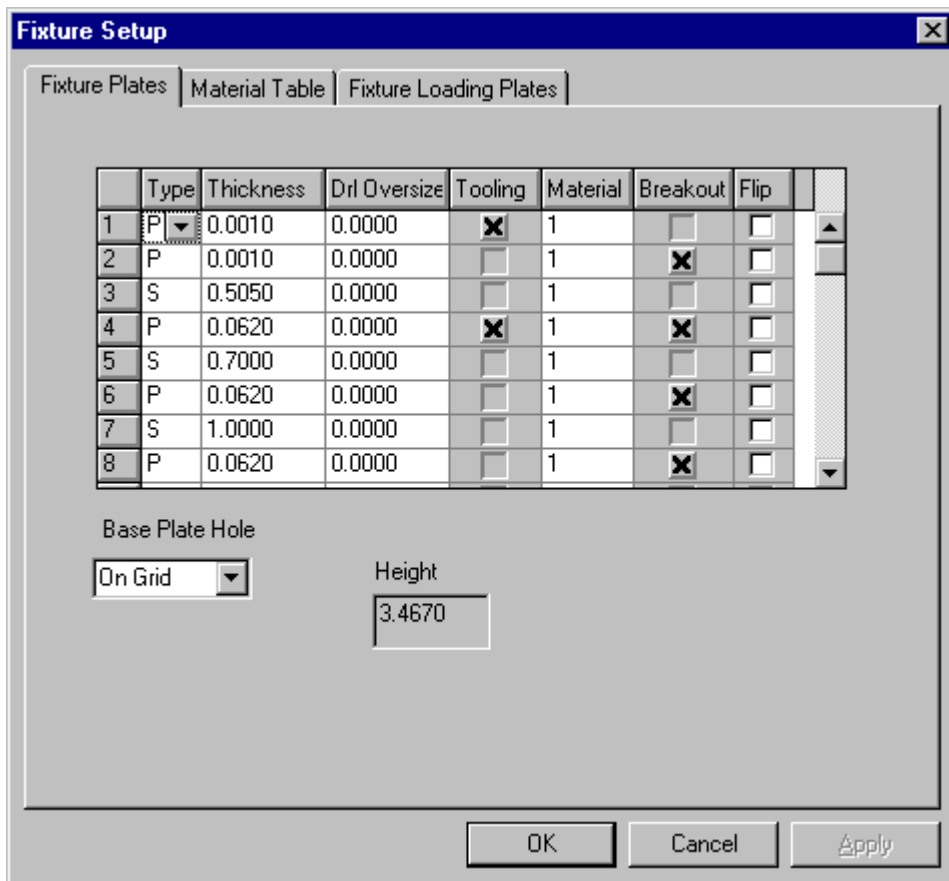 Fixture Setup
Fixture Plates Material Table Fixture Loading Plates
Type Thickness Drl Oversize Tooling Material Breakout Flip
1 P 0.0010 0.0000 1
2 P 0.0010 0.0000 1
3 S 0.5050 0.0000 1
4 P 0.0620 0.0000 1
5 S 0.7000 0.0000 1
6 P 0.0620 0.0000 1
7 S 1.0000 0.0000 1
8 P 0.0620 0.0000 1
Base Plate Hole
On Grid
Height
3.4670
OK Cancel Apply